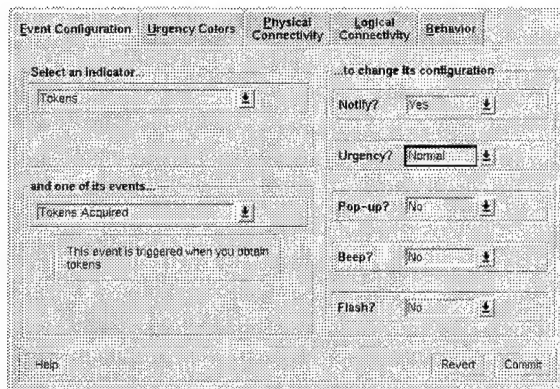 Event Configuration
Urgency Colors
Physical Connectivity
Logical Connectivity
Behavior
Select an indicator...
Tokens
and one of its events...
Tokens Acquired
This event is triggered when you obtain
tokens
...to change its configuration
Notify? Yes
Urgency? Normal
Pop-up? No
Beep? No
Flash? No
Help
Revert
Commit